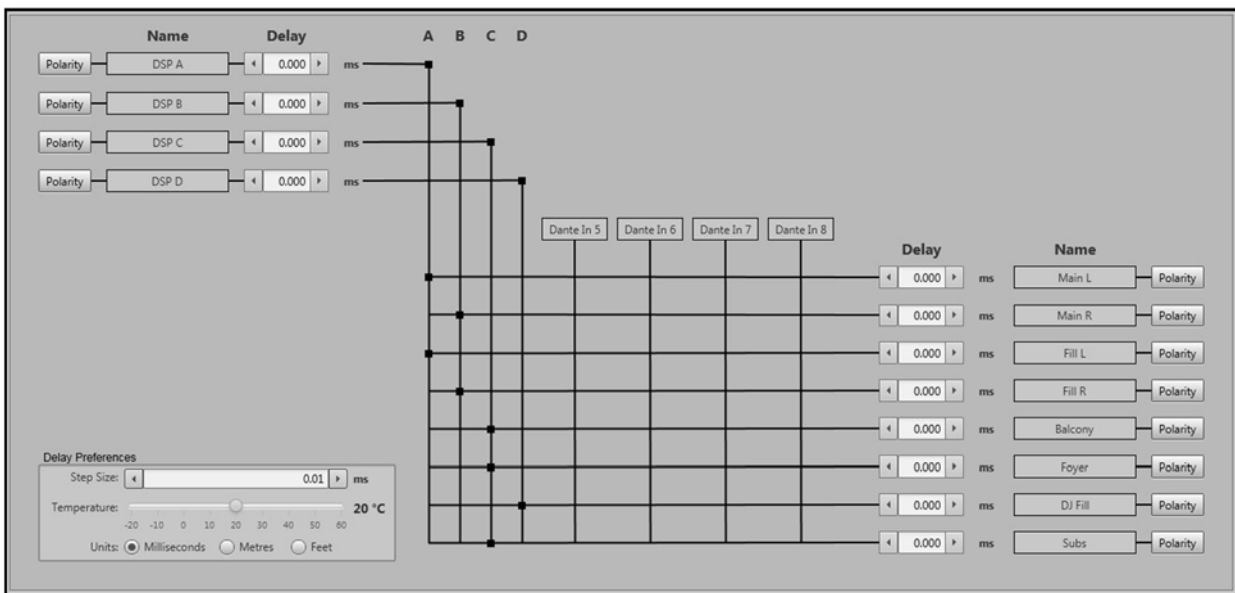 Name Delay A B C D
Polarity DSP A 0.000 ms
Polarity DSP B 0.000 ms
Polarity DSP C 0.000 ms
Polarity DSP D 0.000 ms
Dante In 5 Dante In 6 Dante In 7 Dante In 8
Delay Name
0.000 ms Main L Polarity
0.000 ms Main R Polarity
0.000 ms Fill L Polarity
0.000 ms Fill R Polarity
0.000 ms Balcony Polarity
0.000 ms Foyer Polarity
0.000 ms DJ Fill Polarity
0.000 ms Subs Polarity
Delay Preferences
Step Size: 0.01 ms
Temperature: 20 °C
-20 -10 0 10 20 30 40 50 60
Units: Milliseconds Metres Feet